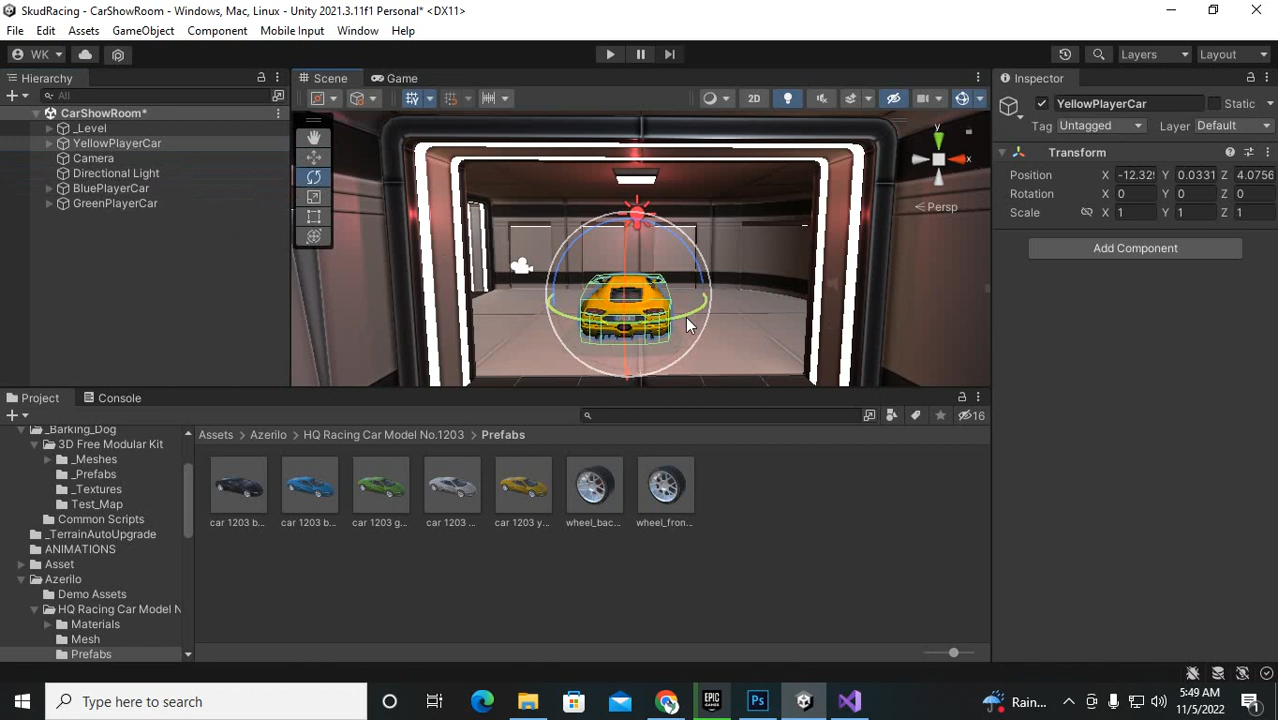 SkudRacing - CarShowRoom - Windows, Mac, Linux - Unity 2021.3.11f1 Personal* <DX11>
File Edit Assets GameObject Component Mobile Input Window Help
WK Layers Layout
Hierarchy Scene Game Inspector
All 2D
CarShowRoom*
_Level
YellowPlayerCar
Camera
Directional Light
BluePlayerCar
GreenPlayerCar
y
x
Persp
YellowPlayerCar Static
Tag Untagged Layer Default
Transform
Position X -12.329 Y 0.0331 Z 4.0756
Rotation X 0 Y 0 Z 0
Scale X 1 Y 1 Z 1
Add Component
Project Console
16
_Barking_Dog
3D Free Modular Kit
_Meshes
_Prefabs
_Textures
Test_Map
Common Scripts
_TerrainAutoUpgrade
ANIMATIONS
Asset
Azerilo
Demo Assets
HQ Racing Car Model N
Materials
Mesh
Prefabs
Assets > Azerilo > HQ Racing Car Model No.1203 > Prefabs
car 1203 b... car 1203 b... car 1203 g... car 1203 ... car 1203 y... wheel_bac... wheel_fron...
Type here to search
EPIC GAMES
Ps
Rain...
5:49 AM
11/5/2022
1